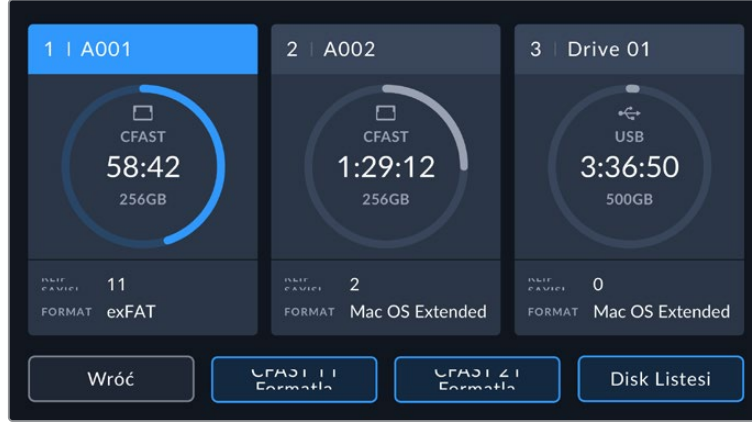 1 | A001
2 | A002
3 | Drive 01
CFAST
58:42
256GB
CFAST
1:29:12
256GB
USB
3:36:50
500GB
11
FORMAT exFAT
2
FORMAT Mac OS Extended
0
FORMAT Mac OS Extended
Wróć
Disk Listesi